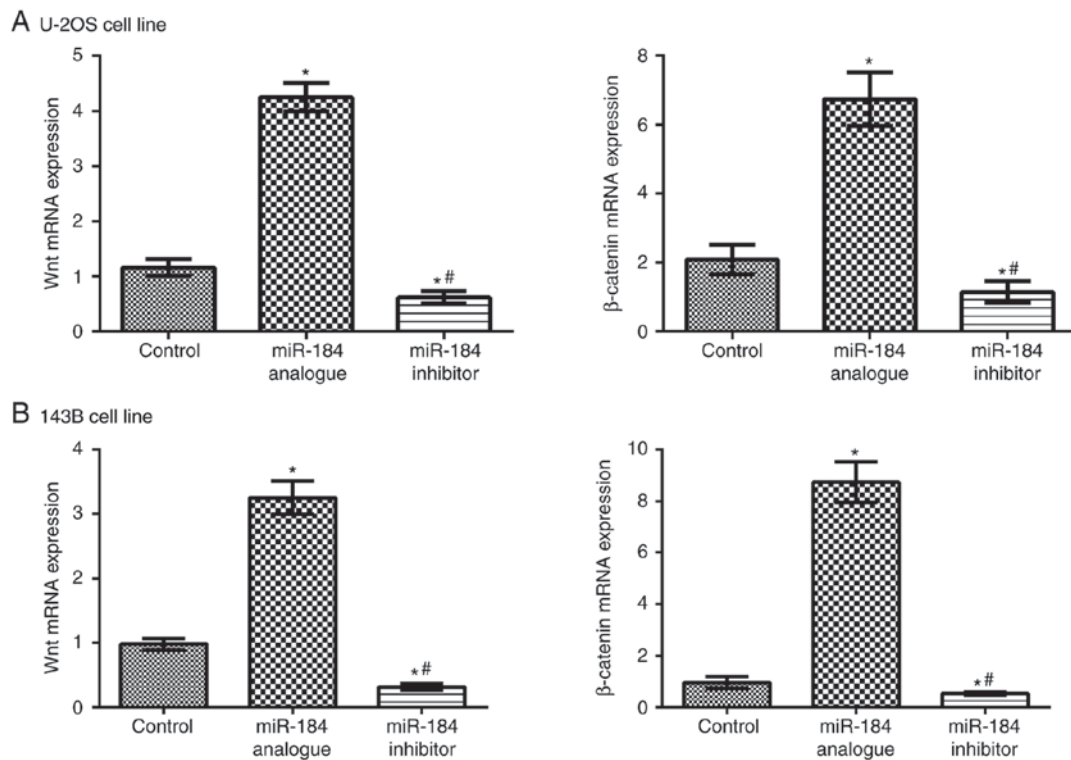 A U-2OS cell line
Wnt mRNA expression
5
4
3
2
1
0
*
*#
Control
miR-184
analogue
miR-184
inhibitor
β-catenin mRNA expression
8
6
4
2
0
*
*#
Control
miR-184
analogue
miR-184
inhibitor
B 143B cell line
Wnt mRNA expression
4
3
2
1
0
*
*#
Control
miR-184
analogue
miR-184
inhibitor
β-catenin mRNA expression
10
8
6
4
2
0
*
*#
Control
miR-184
analogue
miR-184
inhibitor